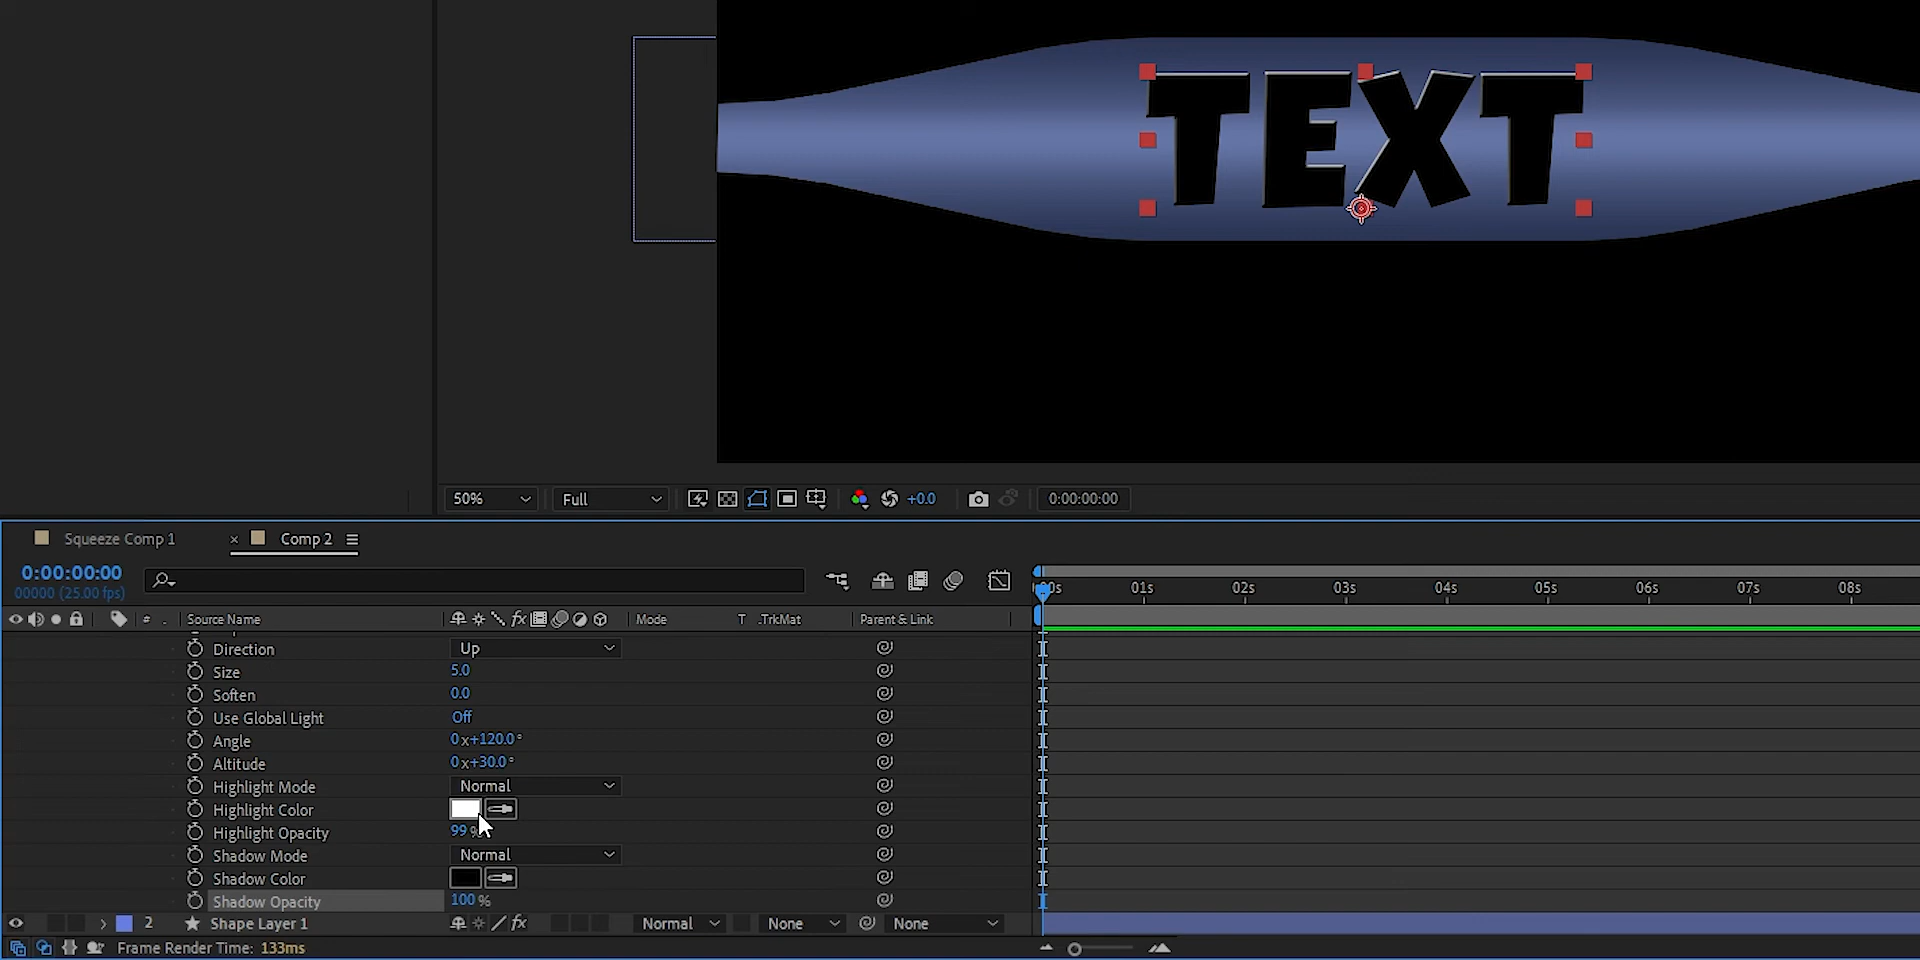 TEXT
50%
Full
+0.0
0:00:00:00
Squeeze Comp 1
× Comp 2
0:00:00:00
00000 (25.00 fps)
00s 01s 02s 03s 04s 05s 06s 07s 08s
# . Source Name fx Mode T .TrkMat Parent & Link
Direction Up
Size 5.0
Soften 0.0
Use Global Light Off
Angle 0x+120.0°
Altitude 0x+30.0°
Highlight Mode Normal
Highlight Color
Highlight Opacity 99 %
Shadow Mode Normal
Shadow Color
Shadow Opacity 100 %
2 Shape Layer 1 fx Normal None None
Frame Render Time: 133ms